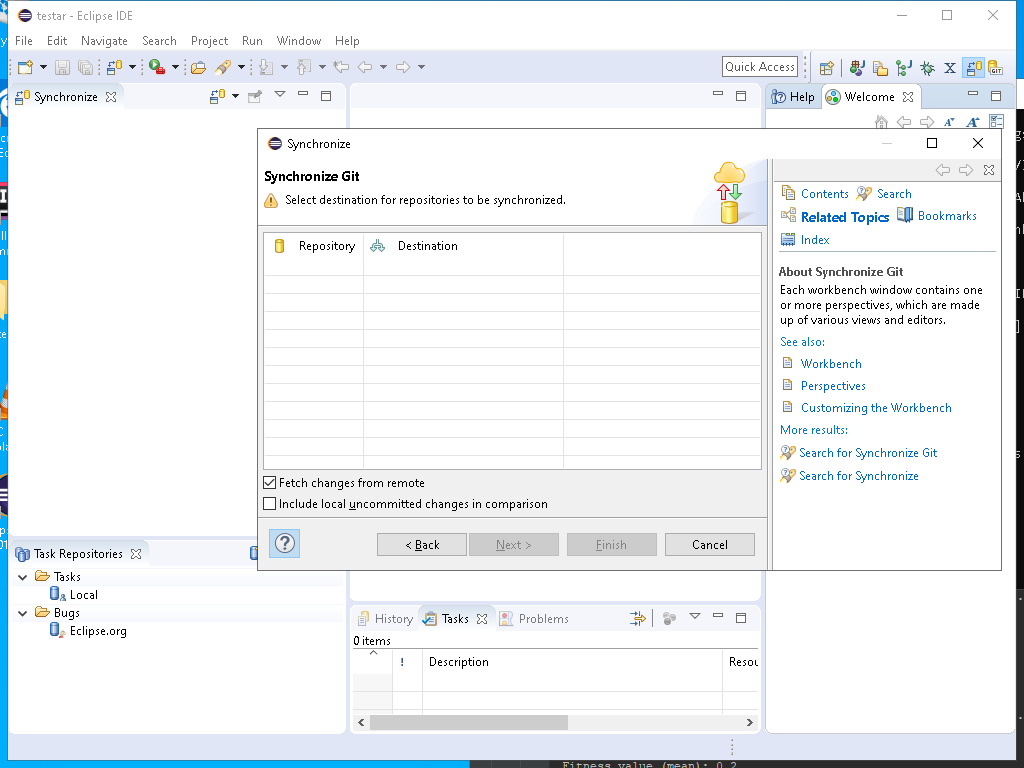 testar - Eclipse IDE
File Edit Navigate Search Project Run Window Help
Quick Access
Synchronize
Help
Welcome
Synchronize
Synchronize Git
Select destination for repositories to be synchronized.
Repository
Destination
Fetch changes from remote
Include local uncommitted changes in comparison
< Back
Next >
Finish
Cancel
Contents
Search
Related Topics
Bookmarks
Index
About Synchronize Git
Each workbench window contains one
or more perspectives, which are made
up of various views and editors.
See also:
Workbench
Perspectives
Customizing the Workbench
More results:
Search for Synchronize Git
Search for Synchronize
Task Repositories
Tasks
Local
Bugs
Eclipse.org
History
Tasks
Problems
0 items
!
Description
Resou
Fitness value (mean): 0.2